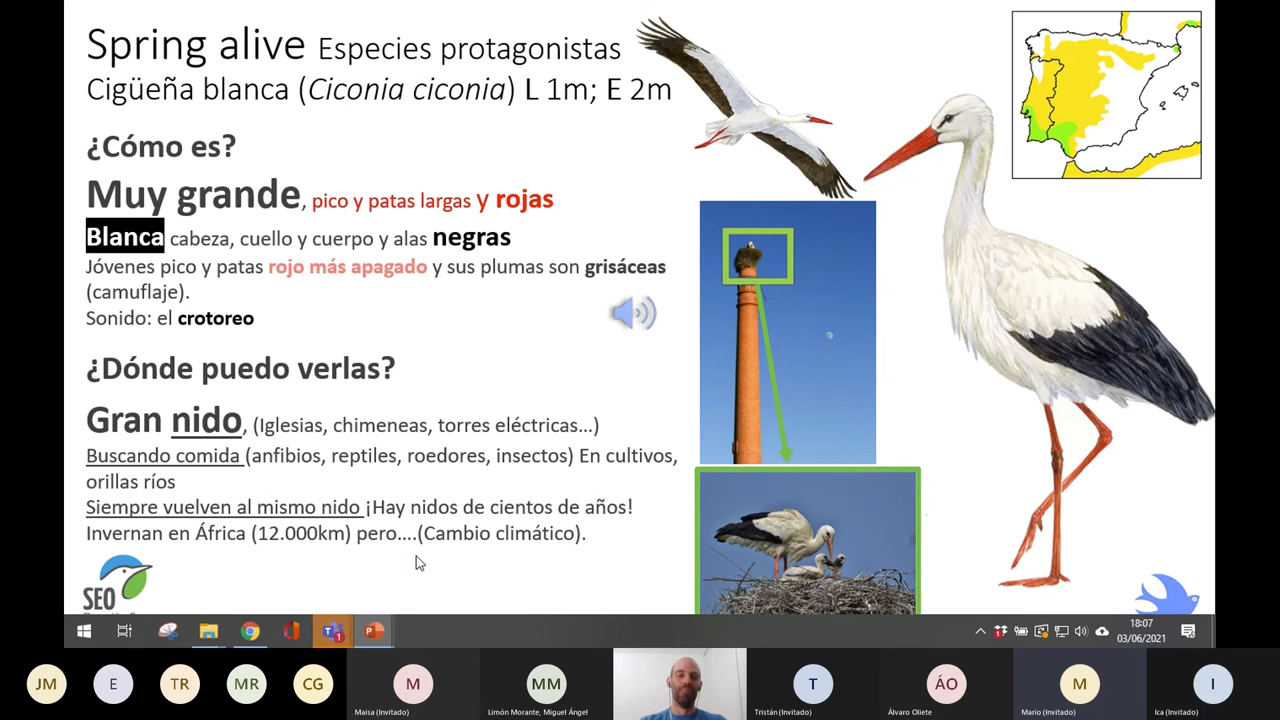 Spring alive Especies protagonistas
Cigüeña blanca (Ciconia ciconia) L 1m; E 2m
¿Cómo es?
Muy grande, pico y patas largas y rojas
Blanca cabeza, cuello y cuerpo y alas negras
Jóvenes pico y patas rojo más apagado y sus plumas son grisáceas
(camuflaje).
Sonido: el crotoreo
¿Dónde puedo verlas?
Gran nido, (Iglesias, chimeneas, torres eléctricas...)
Buscando comida (anfibios, reptiles, roedores, insectos) En cultivos,
orillas ríos
Siempre vuelven al mismo nido ¡Hay nidos de cientos de años!
Invernan en África (12.000km) pero....(Cambio climático).
SEO
1
18:07
03/06/2021
JM
E
TR
MR
CG
M
Maisa (Invitado)
MM
Limón Morante, Miguel Ángel
T
Tristán (Invitado)
ÁO
Álvaro Oliete
M
Mario (Invitado)
I
Ica (Invitado)